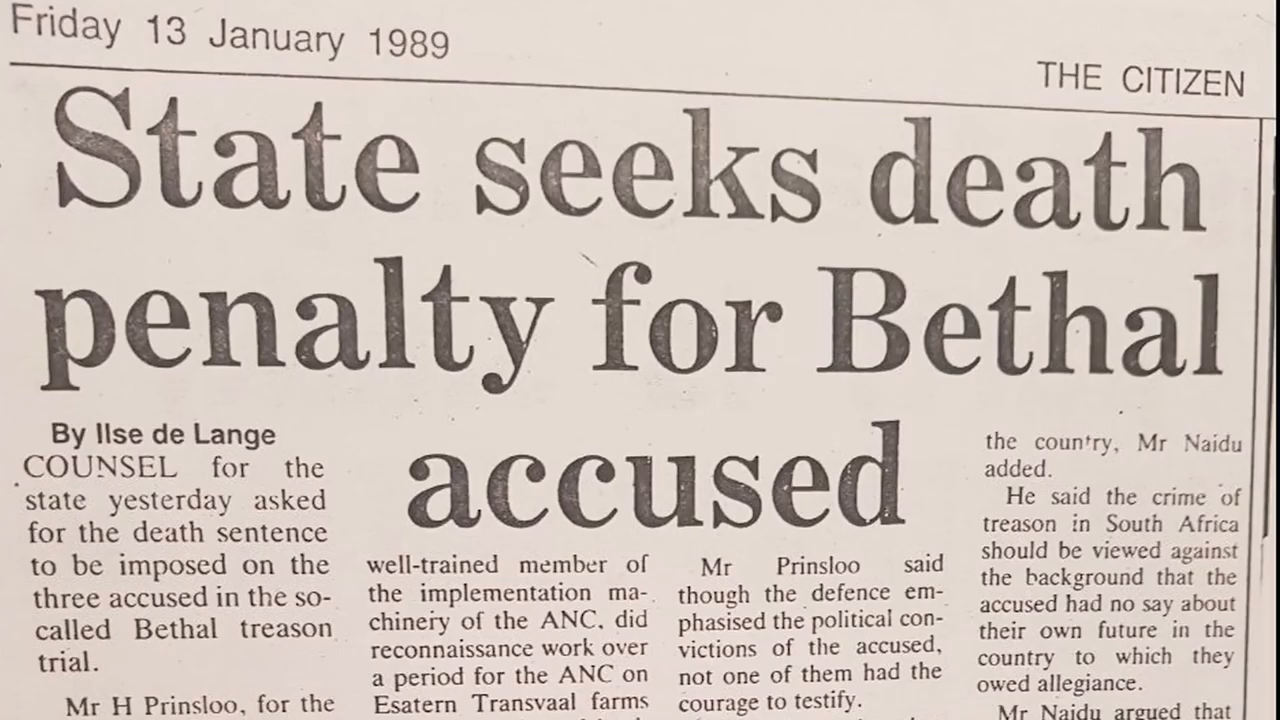 Friday 13 January 1989
THE CITIZEN
State seeks death
penalty for Bethal
accused
By Ilse de Lange
COUNSEL for the
state yesterday asked
for the death sentence
to be imposed on the
three accused in the so-
called Bethal treason
trial.
Mr H Prinsloo, for the
well-trained member of
the implementation ma-
chinery of the ANC, did
reconnaissance work over
a period for the ANC on
Esatern Transvaal farms
Mr Prinsloo said
though the defence em-
phasised the political con-
victions of the accused,
not one of them had the
courage to testify.
the country, Mr Naidu
added.
He said the crime of
treason in South Africa
should be viewed against
the background that the
accused had no say about
their own future in the
country to which they
owed allegiance.
Mr Naidu argued that